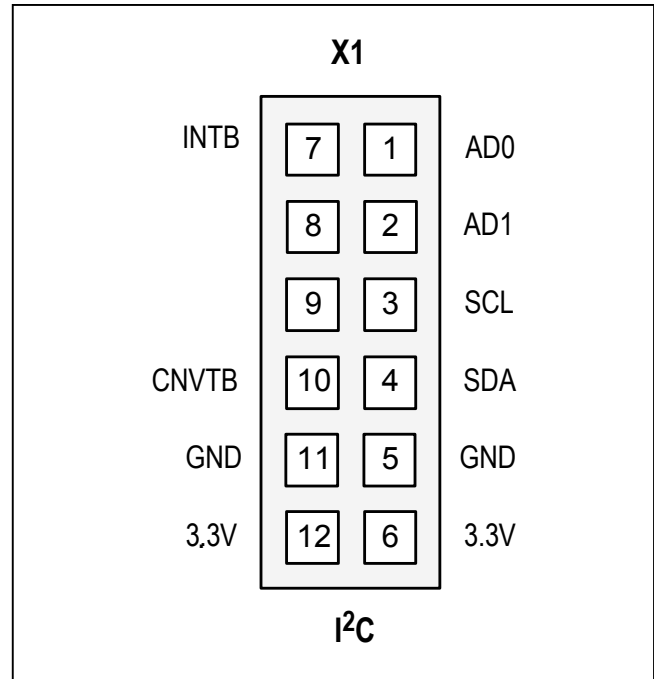 X1
INTB 7 1 AD0
8 2 AD1
9 3 SCL
CNVTB 10 4 SDA
GND 11 5 GND
3.3V 12 6 3.3V
I²C